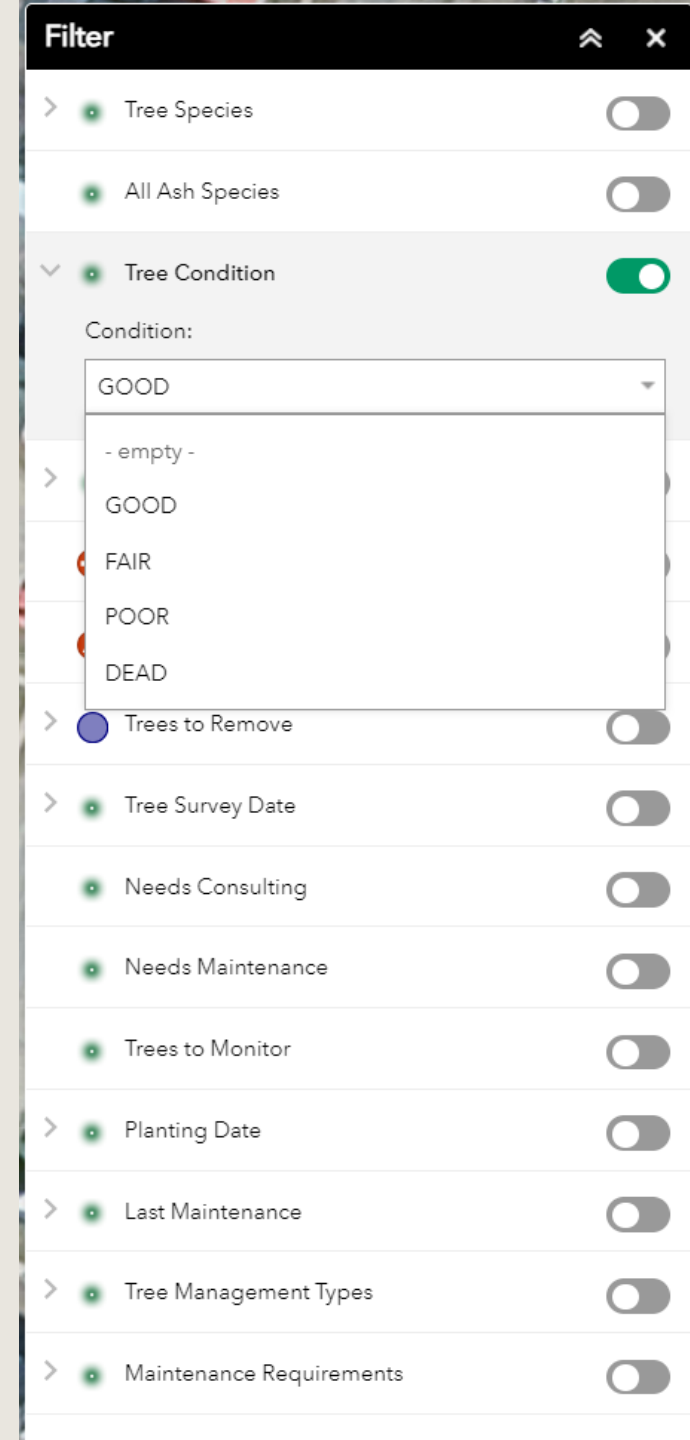 Filter
Tree Species
All Ash Species
Tree Condition
Condition:
GOOD
- empty -
GOOD
FAIR
POOR
DEAD
Trees to Remove
Tree Survey Date
Needs Consulting
Needs Maintenance
Trees to Monitor
Planting Date
Last Maintenance
Tree Management Types
Maintenance Requirements